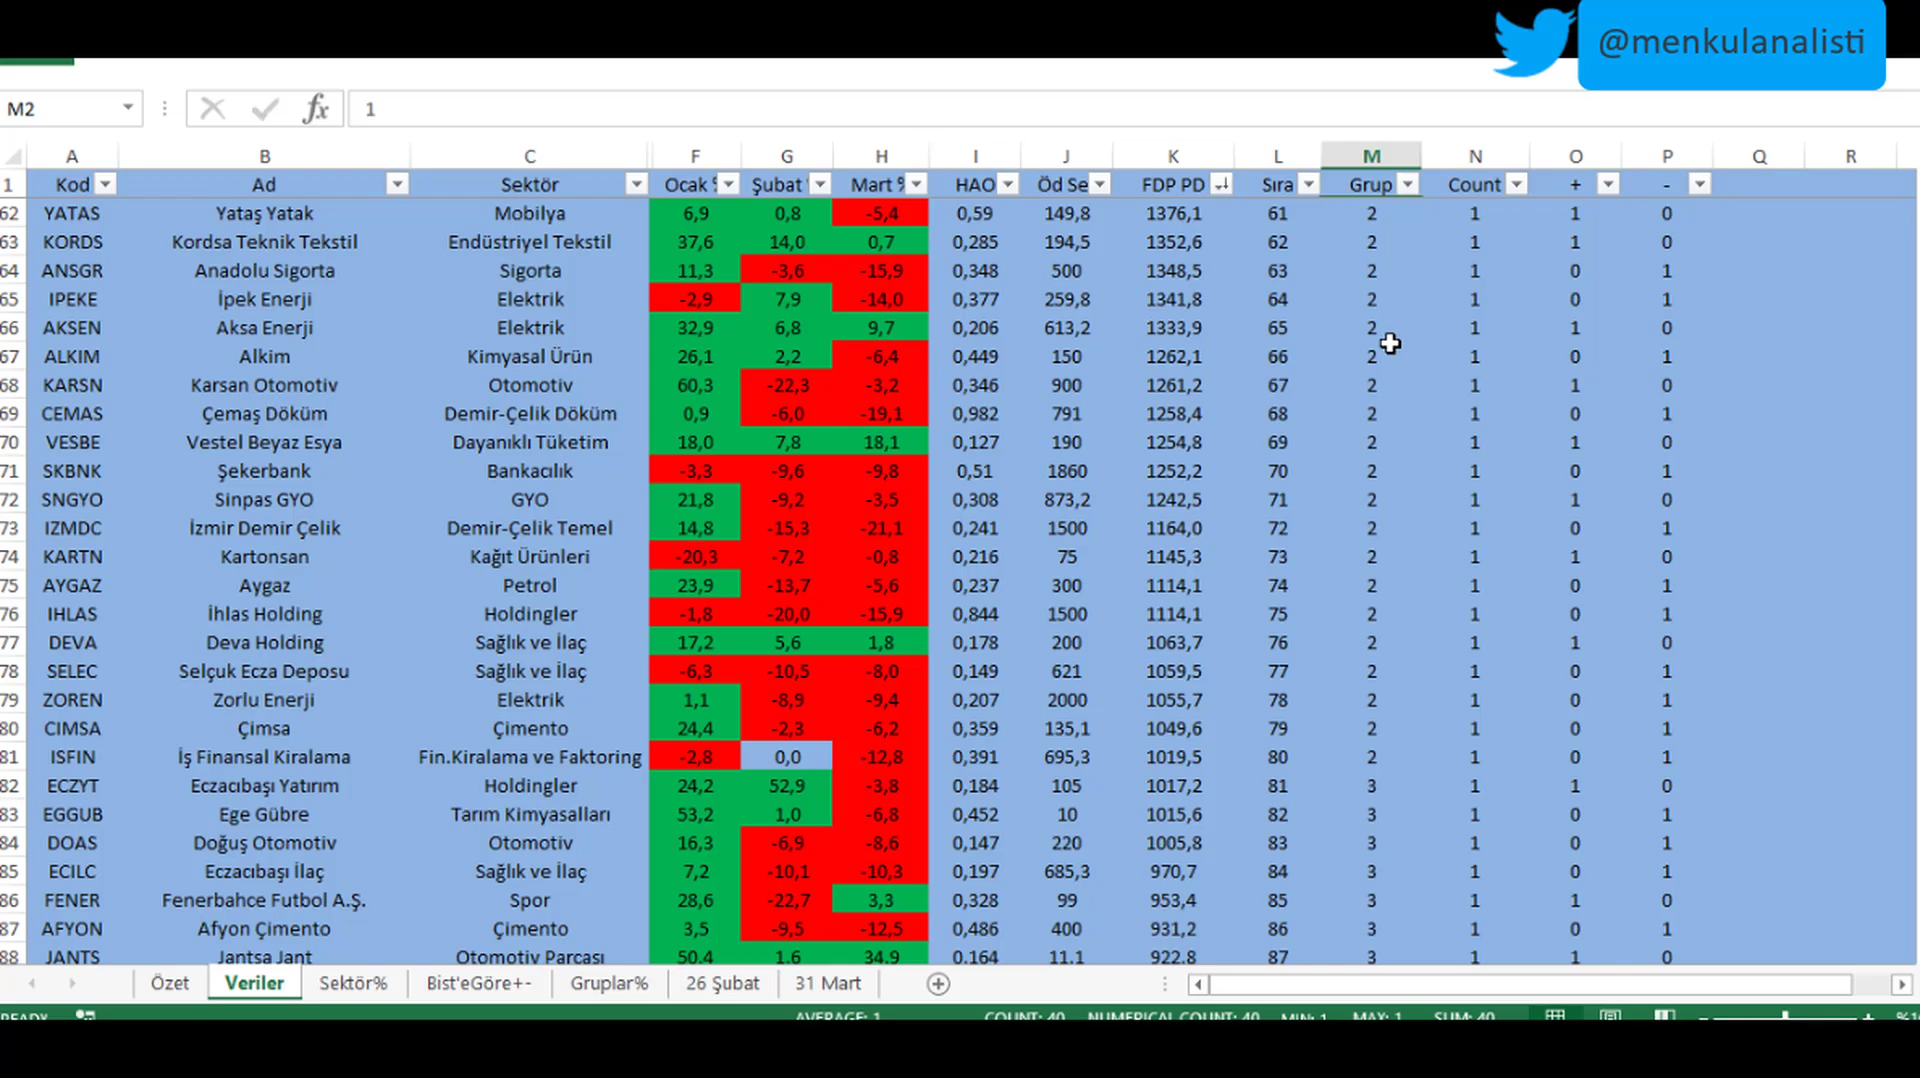 @menkulanalisti
M2 fx 1
A B C F G H I J K L M N O P Q R
1 Kod Ad Sektör Ocak % Şubat Mart % HAO Öd Se FDP PD Sıra Grup Count + -
62 YATAS Yataş Yatak Mobilya 6,9 0,8 -5,4 0,59 149,8 1376,1 61 2 1 1 0
63 KORDS Kordsa Teknik Tekstil Endüstriyel Tekstil 37,6 14,0 0,7 0,285 194,5 1352,6 62 2 1 1 0
64 ANSGR Anadolu Sigorta Sigorta 11,3 -3,6 -15,9 0,348 500 1348,5 63 2 1 0 1
65 IPEKE İpek Enerji Elektrik -2,9 7,9 -14,0 0,377 259,8 1341,8 64 2 1 0 1
66 AKSEN Aksa Enerji Elektrik 32,9 6,8 9,7 0,206 613,2 1333,9 65 2 1 1 0
67 ALKIM Alkim Kimyasal Ürün 26,1 2,2 -6,4 0,449 150 1262,1 66 2 1 0 1
68 KARSN Karsan Otomotiv Otomotiv 60,3 -22,3 -3,2 0,346 900 1261,2 67 2 1 1 0
69 CEMAS Çemaş Döküm Demir-Çelik Döküm 0,9 -6,0 -19,1 0,982 791 1258,4 68 2 1 0 1
70 VESBE Vestel Beyaz Esya Dayanıklı Tüketim 18,0 7,8 18,1 0,127 190 1254,8 69 2 1 1 0
71 SKBNK Şekerbank Bankacılık -3,3 -9,6 -9,8 0,51 1860 1252,2 70 2 1 0 1
72 SNGYO Sinpas GYO GYO 21,8 -9,2 -3,5 0,308 873,2 1242,5 71 2 1 1 0
73 IZMDC İzmir Demir Çelik Demir-Çelik Temel 14,8 -15,3 -21,1 0,241 1500 1164,0 72 2 1 0 1
74 KARTN Kartonsan Kağıt Ürünleri -20,3 -7,2 -0,8 0,216 75 1145,3 73 2 1 1 0
75 AYGAZ Aygaz Petrol 23,9 -13,7 -5,6 0,237 300 1114,1 74 2 1 0 1
76 IHLAS İhlas Holding Holdingler -1,8 -20,0 -15,9 0,844 1500 1114,1 75 2 1 0 1
77 DEVA Deva Holding Sağlık ve İlaç 17,2 5,6 1,8 0,178 200 1063,7 76 2 1 1 0
78 SELEC Selçuk Ecza Deposu Sağlık ve İlaç -6,3 -10,5 -8,0 0,149 621 1059,5 77 2 1 0 1
79 ZOREN Zorlu Enerji Elektrik 1,1 -8,9 -9,4 0,207 2000 1055,7 78 2 1 0 1
80 CIMSA Çimsa Çimento 24,4 -2,3 -6,2 0,359 135,1 1049,6 79 2 1 0 1
81 ISFIN İş Finansal Kiralama Fin.Kiralama ve Faktoring -2,8 0,0 -12,8 0,391 695,3 1019,5 80 2 1 0 1
82 ECZYT Eczacıbaşı Yatırım Holdingler 24,2 52,9 -3,8 0,184 105 1017,2 81 3 1 1 0
83 EGGUB Ege Gübre Tarım Kimyasalları 53,2 1,0 -6,8 0,452 10 1015,6 82 3 1 0 1
84 DOAS Doğuş Otomotiv Otomotiv 16,3 -6,9 -8,6 0,147 220 1005,8 83 3 1 0 1
85 ECILC Eczacıbaşı İlaç Sağlık ve İlaç 7,2 -10,1 -10,3 0,197 685,3 970,7 84 3 1 0 1
86 FENER Fenerbahce Futbol A.Ş. Spor 28,6 -22,7 3,3 0,328 99 953,4 85 3 1 1 0
87 AFYON Afyon Çimento Çimento 3,5 -9,5 -12,5 0,486 400 931,2 86 3 1 0 1
88 JANTS Jantsa Jant Otomotiv Parçası 50,4 1,6 34,9 0,164 11,1 922,8 87 3 1 1 0
Özet Veriler Sektör% Bist'eGöre+- Gruplar% 26 Şubat 31 Mart
READY AVERAGE: 1 COUNT: 40 NUMERICAL COUNT: 40 MIN: 1 MAX: 1 SUM: 40